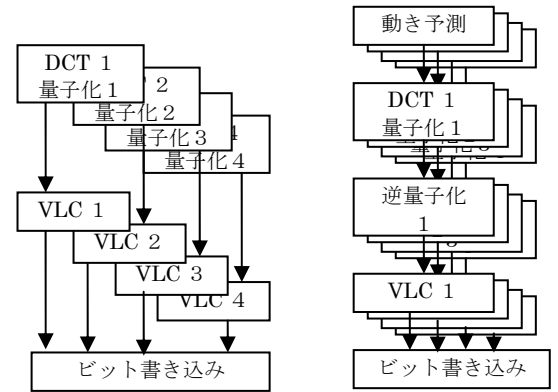 DCT 1
量子化1
2
量子化2
量子化3
4
量子化4
VLC 1
VLC 2
VLC 3
VLC 4
ビット書き込み
動き予測
DCT 1
量子化1
逆量子化
1
VLC 1
ビット書き込み